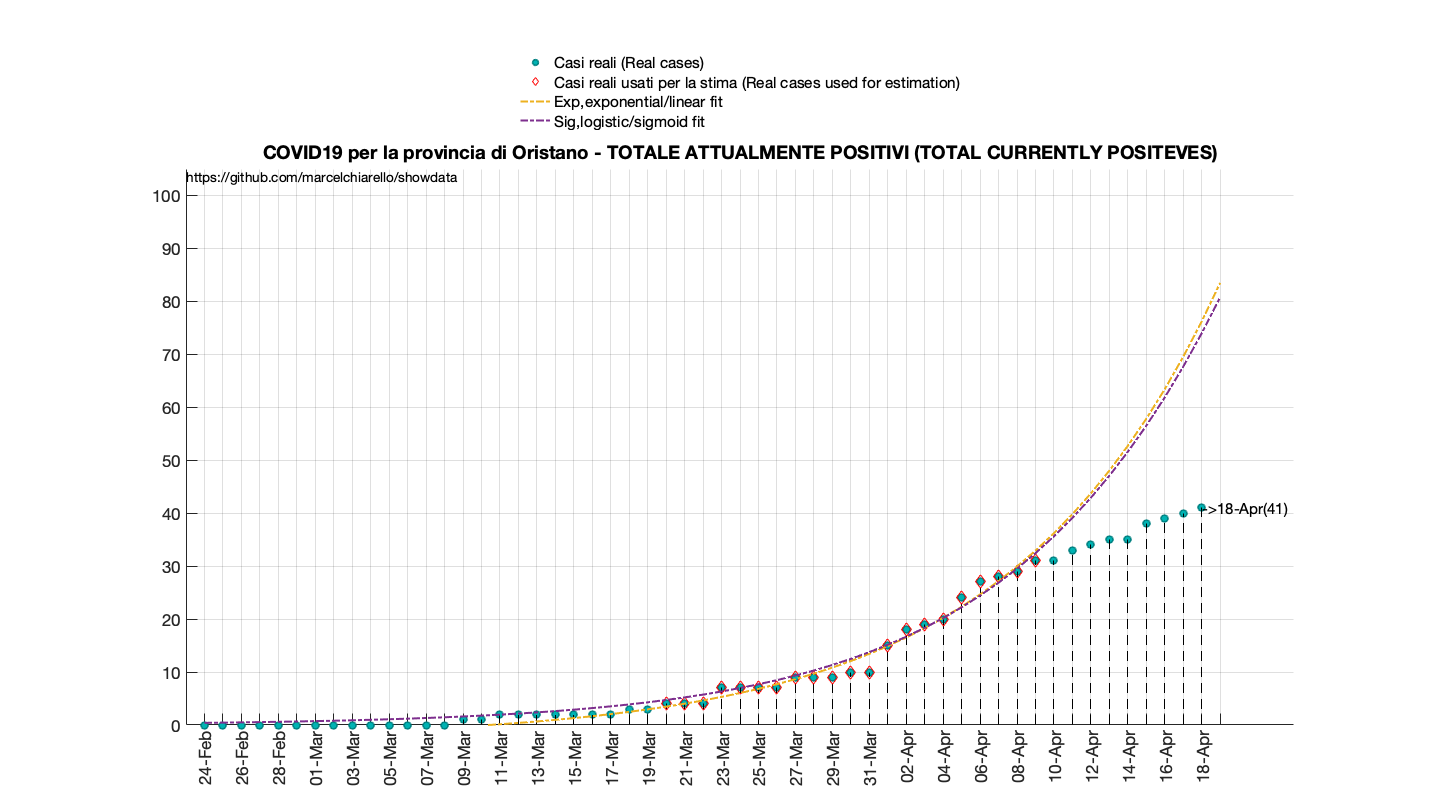 Casi reali (Real cases)
Casi reali usati per la stima (Real cases used for estimation)
Exp,exponential/linear fit
Sig,logistic/sigmoid fit
COVID19 per la provincia di Oristano - TOTALE ATTUALMENTE POSITIVI (TOTAL CURRENTLY POSITEVES)
https://github.com/marcelchiarello/showdata
100
90
80
70
60
50
40
30
20
10
0
->18-Apr(41)
24-Feb
26-Feb
28-Feb
01-Mar
03-Mar
05-Mar
07-Mar
09-Mar
11-Mar
13-Mar
15-Mar
17-Mar
19-Mar
21-Mar
23-Mar
25-Mar
27-Mar
29-Mar
31-Mar
02-Apr
04-Apr
06-Apr
08-Apr
10-Apr
12-Apr
14-Apr
16-Apr
18-Apr